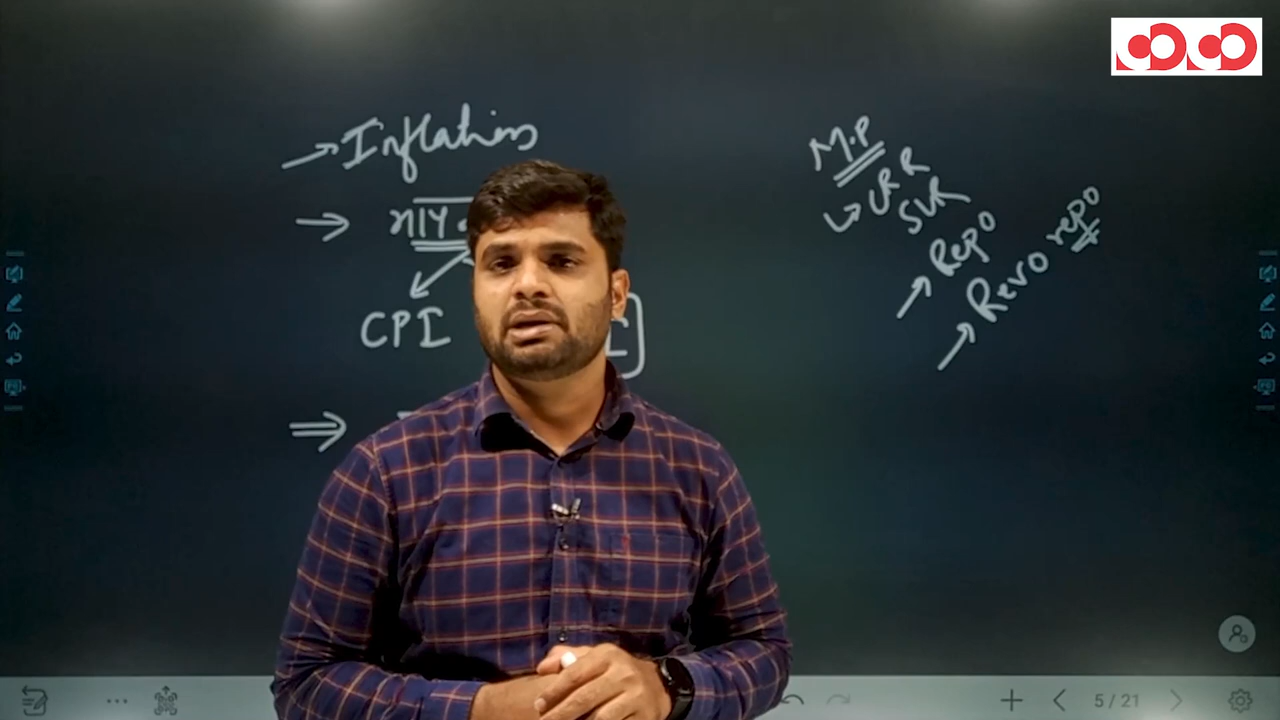 → Inflation
CPI
M.P
CRR
SLR
→ Repo
→ Revo repo
5 / 21